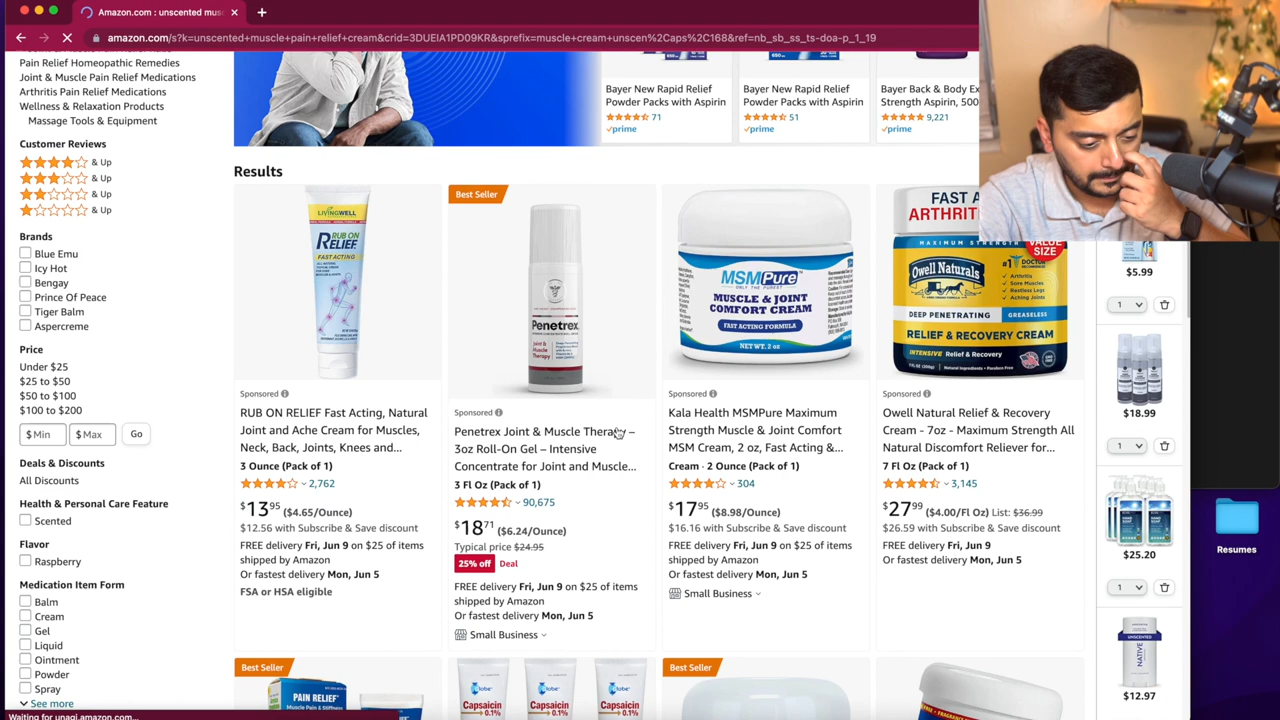 Amazon.com : unscented mus
amazon.com/s?k=unscented+muscle+pain+relief+cream&crid=3DUEIA1PD09KR&sprefix=muscle+cream+unscen%2Caps%2C168&ref=nb_sb_ss_ts-doa-p_1_19
Pain Relief Homeopathic Remedies
Joint & Muscle Pain Relief Medications
Arthritis Pain Relief Medications
Wellness & Relaxation Products
Massage Tools & Equipment
Customer Reviews
& Up
& Up
& Up
& Up
Brands
Blue Emu
Icy Hot
Bengay
Prince Of Peace
Tiger Balm
Aspercreme
Price
Under $25
$25 to $50
$50 to $100
$100 to $200
$ Min
$ Max
Go
Deals & Discounts
All Discounts
Health & Personal Care Feature
Scented
Flavor
Raspberry
Medication Item Form
Balm
Cream
Gel
Liquid
Ointment
Powder
Spray
See more
Waiting for unagi.amazon.com...
Bayer New Rapid Relief
Powder Packs with Aspirin
71
prime
Bayer New Rapid Relief
Powder Packs with Aspirin
51
prime
Bayer Back & Body Ex
Strength Aspirin, 500
9,221
prime
Results
LIVINGWELL
RUB ON
RELIEF
FAST ACTING
Sponsored
RUB ON RELIEF Fast Acting, Natural
Joint and Ache Cream for Muscles,
Neck, Back, Joints, Knees and...
3 Ounce (Pack of 1)
2,762
$13 95 ($4.65/Ounce)
$12.56 with Subscribe & Save discount
FREE delivery Fri, Jun 9 on $25 of items
shipped by Amazon
Or fastest delivery Mon, Jun 5
FSA or HSA eligible
Best Seller
Penetrex
Joint &
Muscle
Therapy
Sponsored
Penetrex Joint & Muscle Therapy –
3oz Roll-On Gel – Intensive
Concentrate for Joint and Muscle...
3 Fl Oz (Pack of 1)
90,675
$18 71 ($6.24/Ounce)
Typical price $24.95
25% off Deal
FREE delivery Fri, Jun 9 on $25 of items
shipped by Amazon
Or fastest delivery Mon, Jun 5
Small Business
MSMPure
ONLY THE PUREST
MUSCLE & JOINT
COMFORT CREAM
FAST ACTING FORMULA
NET WT. 2 oz
Sponsored
Kala Health MSMPure Maximum
Strength Muscle & Joint Comfort
MSM Cream, 2 oz, Fast Acting &...
Cream · 2 Ounce (Pack of 1)
304
$17 95 ($8.98/Ounce)
$16.16 with Subscribe & Save discount
FREE delivery Fri, Jun 9 on $25 of items
shipped by Amazon
Or fastest delivery Mon, Jun 5
Small Business
FAST A
ARTHRIT
MAXIMUM STRENGTH
VALUE
SIZE
Owell Naturals
#1 DOCTOR
Arthritis
Sore Muscles
Restless Legs
Aching Joints
DEEP PENETRATING
GREASELESS
RELIEF & RECOVERY CREAM
INTENSIVE Relief & Recovery
Sponsored
Owell Natural Relief & Recovery
Cream - 7oz - Maximum Strength All
Natural Discomfort Reliever for...
7 Fl Oz (Pack of 1)
3,145
$27 99 ($4.00/Fl Oz) List: $36.99
$26.59 with Subscribe & Save discount
FREE delivery Fri, Jun 9
Or fastest delivery Mon, Jun 5
Best Seller
PAIN RELIEF
Muscle Pain & Stiffness
globe
Capsaicin
0.1%
globe
Capsaicin
0.1%
globe
Capsaicin
0.1%
Best Seller
$5.99
1
$18.99
1
HAND
SOAP
$25.20
1
UNSCENTED
NATIVE
$12.97
Resumes